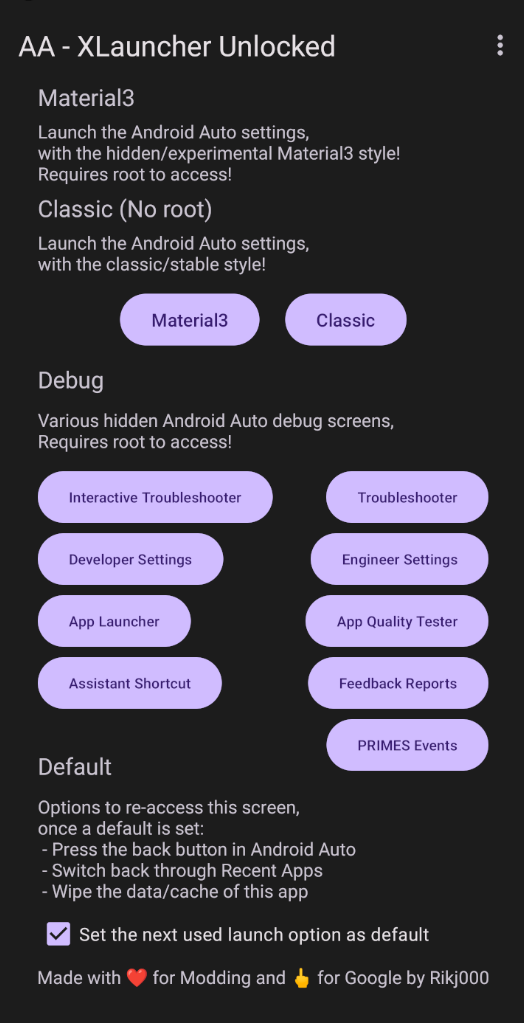 AA - XLauncher Unlocked
Material3
Launch the Android Auto settings,
with the hidden/experimental Material3 style!
Requires root to access!
Classic (No root)
Launch the Android Auto settings,
with the classic/stable style!
Material3 Classic
Debug
Various hidden Android Auto debug screens,
Requires root to access!
Interactive Troubleshooter Troubleshooter
Developer Settings Engineer Settings
App Launcher App Quality Tester
Assistant Shortcut Feedback Reports
PRIMES Events
Default
Options to re-access this screen,
once a default is set:
- Press the back button in Android Auto
- Switch back through Recent Apps
- Wipe the data/cache of this app
Set the next used launch option as default
Made with ❤️ for Modding and 🖕 for Google by Rikj000